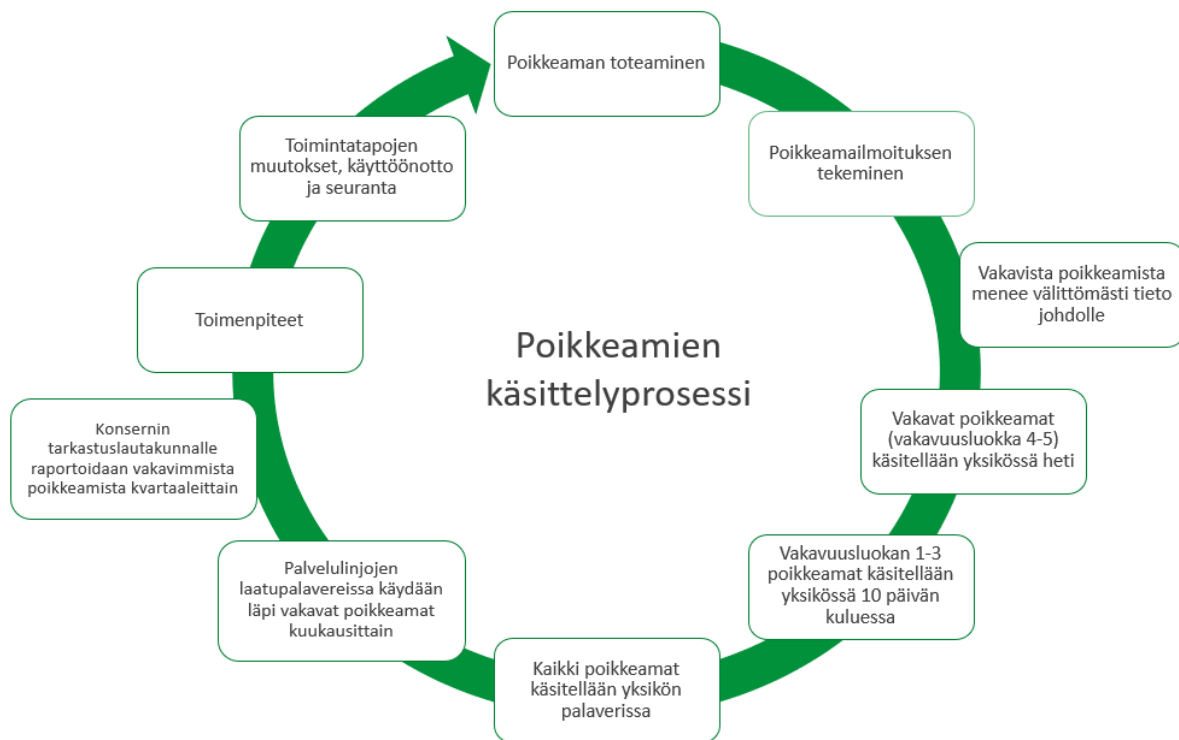 Poikkeaman toteaminen
Poikkeamailmoituksen
tekeminen
Vakavista poikkeamista
menee välittömästi tieto
johdolle
Vakavat poikkeamat
(vakavuusluokka 4-5)
käsitellään yksikössä heti
Vakavuusluokan 1-3
poikkeamat käsitellään
yksikössä 10 päivän
kuluessa
Kaikki poikkeamat
käsitellään yksikön
palaverissa
Palvelulinjojen
laatupalavereissa käydään
läpi vakavat poikkeamat
kuukausittain
Konsernin
tarkastuslautakunnalle
raportoidaan vakavimmista
poikkeamista kvartaaleittain
Toimenpiteet
Toimintatapojen
muutokset, käyttöönotto
ja seuranta
Poikkeamien
käsittelyprosessi